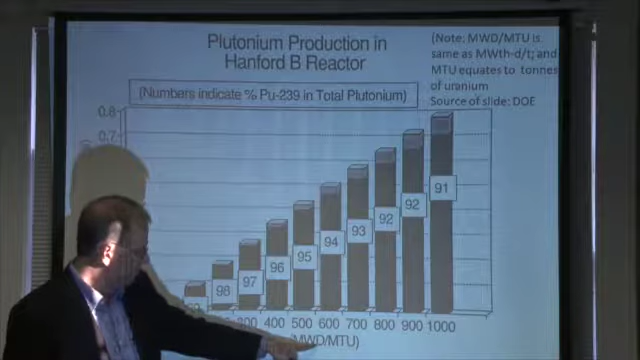 Plutonium Production in
Hanford B Reactor
(Note: MWD/MTU is
same as MWth-d/t; and
MTU equates to tonnes
of uranium
Source of slide: DOE
(Numbers indicate % Pu-239 in Total Plutonium)
0.8
0.7
98
97
96
95
94
93
92
92
91
300 400 500 600 700 800 900 1000
(MWD/MTU)